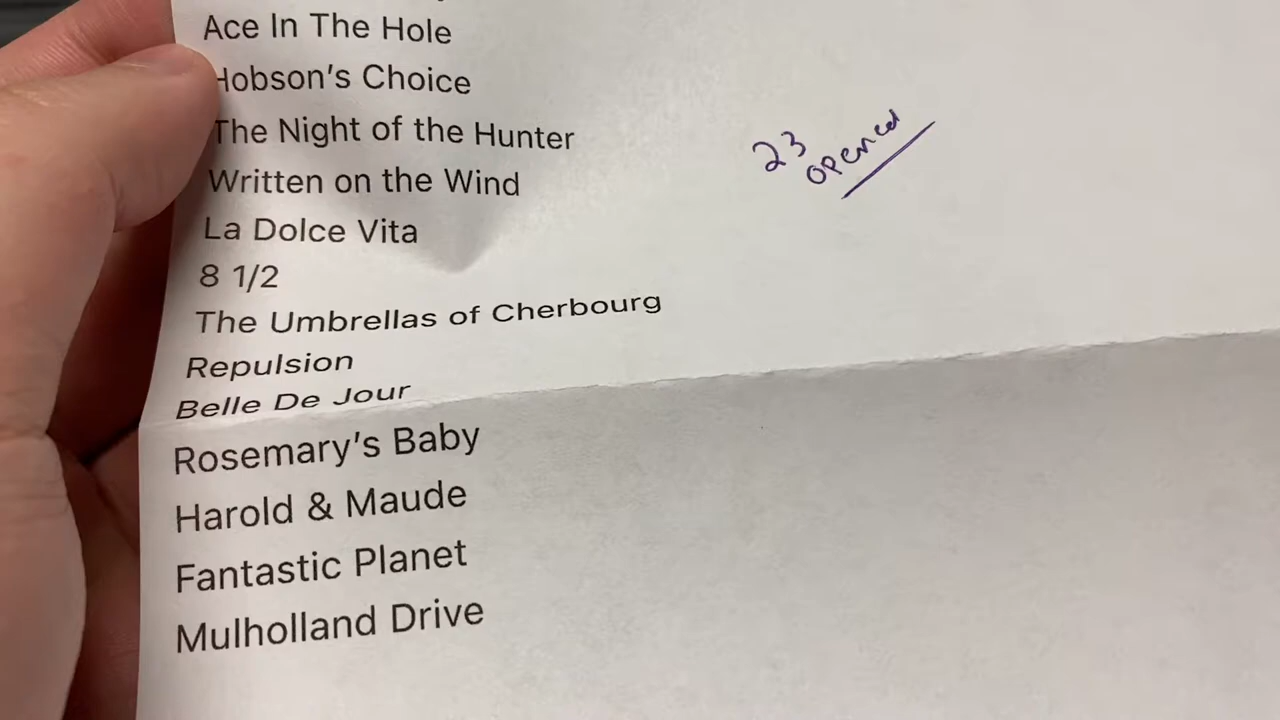 Ace In The Hole
Hobson's Choice
The Night of the Hunter
Written on the Wind
La Dolce Vita
8 1/2
The Umbrellas of Cherbourg
Repulsion
Belle De Jour
Rosemary's Baby
Harold & Maude
Fantastic Planet
Mulholland Drive
23
opened